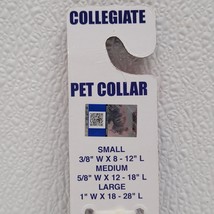 COLLEGIATE
PET COLLAR
SMALL
3/8" W X 8 - 12" L
MEDIUM
5/8" W X 12 - 18" L
LARGE
1" W X 18 - 28" L